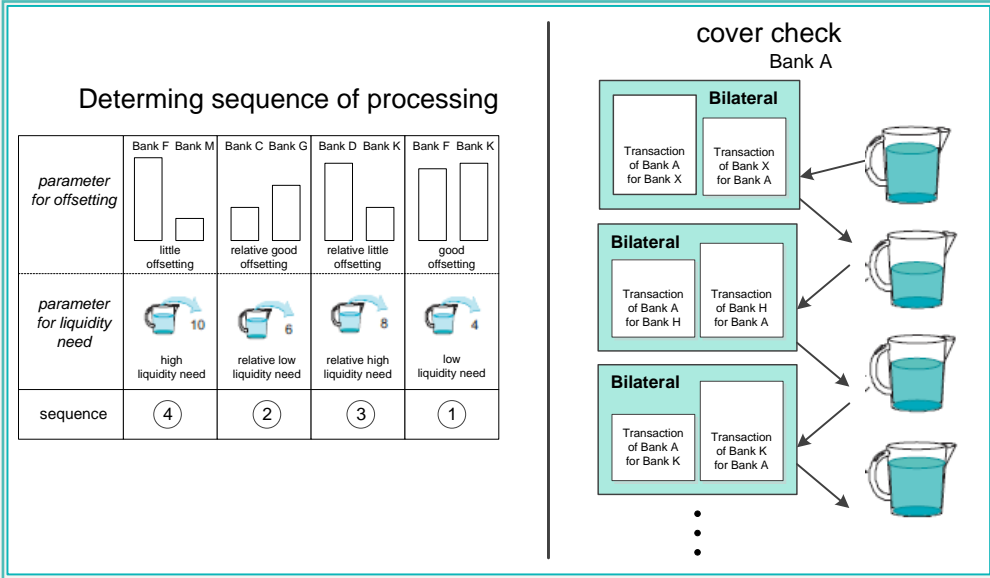 Determing sequence of processing
parameter
for offsetting
Bank F Bank M
little
offsetting
Bank C Bank G
relative good
offsetting
Bank D Bank K
relative little
offsetting
Bank F Bank K
good
offsetting
parameter
for liquidity
need
10
high
liquidity need
6
relative low
liquidity need
8
relative high
liquidity need
4
low
liquidity need
sequence
4
2
3
1
cover check
Bank A
Bilateral
Transaction
of Bank A
for Bank X
Transaction
of Bank X
for Bank A
Bilateral
Transaction
of Bank A
for Bank H
Transaction
of Bank H
for Bank A
Bilateral
Transaction
of Bank A
for Bank K
Transaction
of Bank K
for Bank A